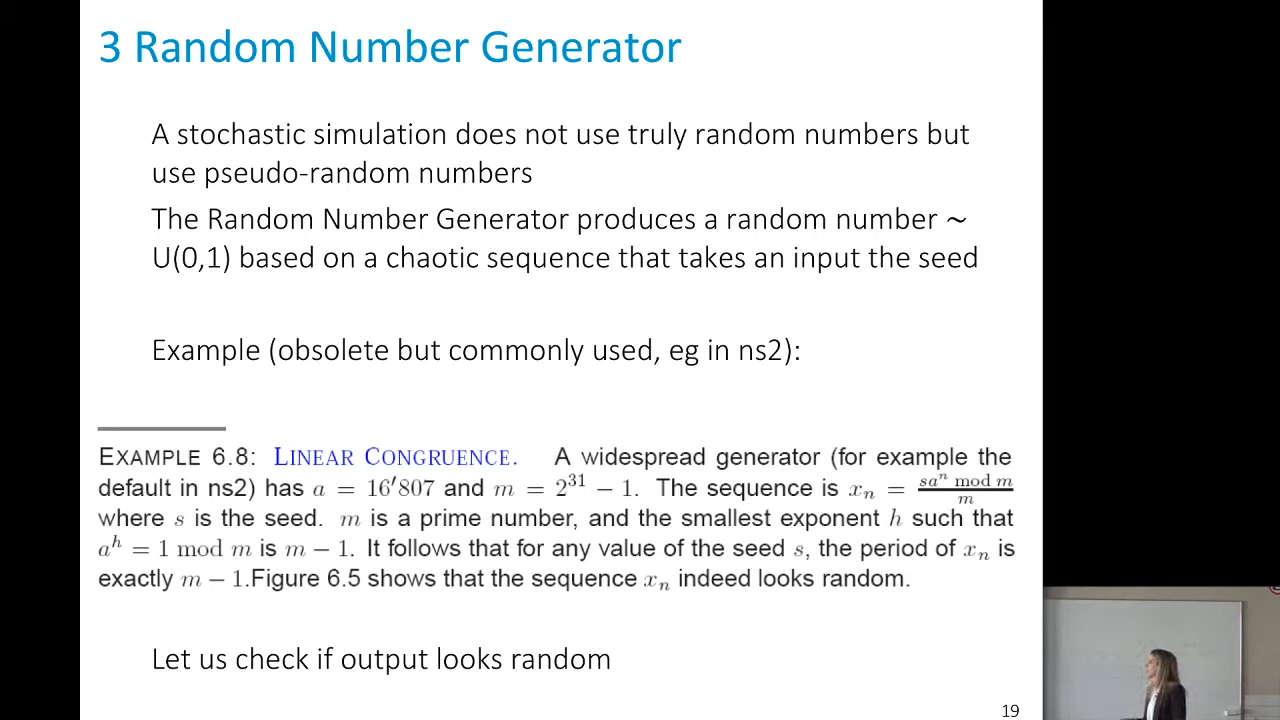 3 Random Number Generator
A stochastic simulation does not use truly random numbers but
use pseudo-random numbers
The Random Number Generator produces a random number ~
U(0,1) based on a chaotic sequence that takes an input the seed
Example (obsolete but commonly used, eg in ns2):
EXAMPLE 6.8: LINEAR CONGRUENCE. A widespread generator (for example the
default in ns2) has a = 16′807 and m = 2^31 − 1. The sequence is x_n = (sa^n mod m)/m
where s is the seed. m is a prime number, and the smallest exponent h such that
a^h = 1 mod m is m − 1. It follows that for any value of the seed s, the period of x_n is
exactly m − 1.Figure 6.5 shows that the sequence x_n indeed looks random.
Let us check if output looks random
19